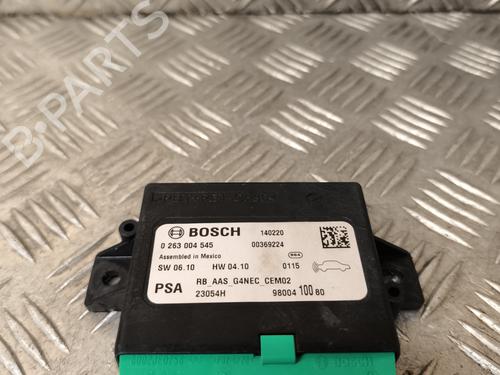 B-PARTS
BOSCH 140220
0 263 004 545 00369224
Assembled in Mexico
SW 06.10 HW 04.10 0115
RB_AAS_G4NEC_CEM02
PSA 23054H 98004 100 80